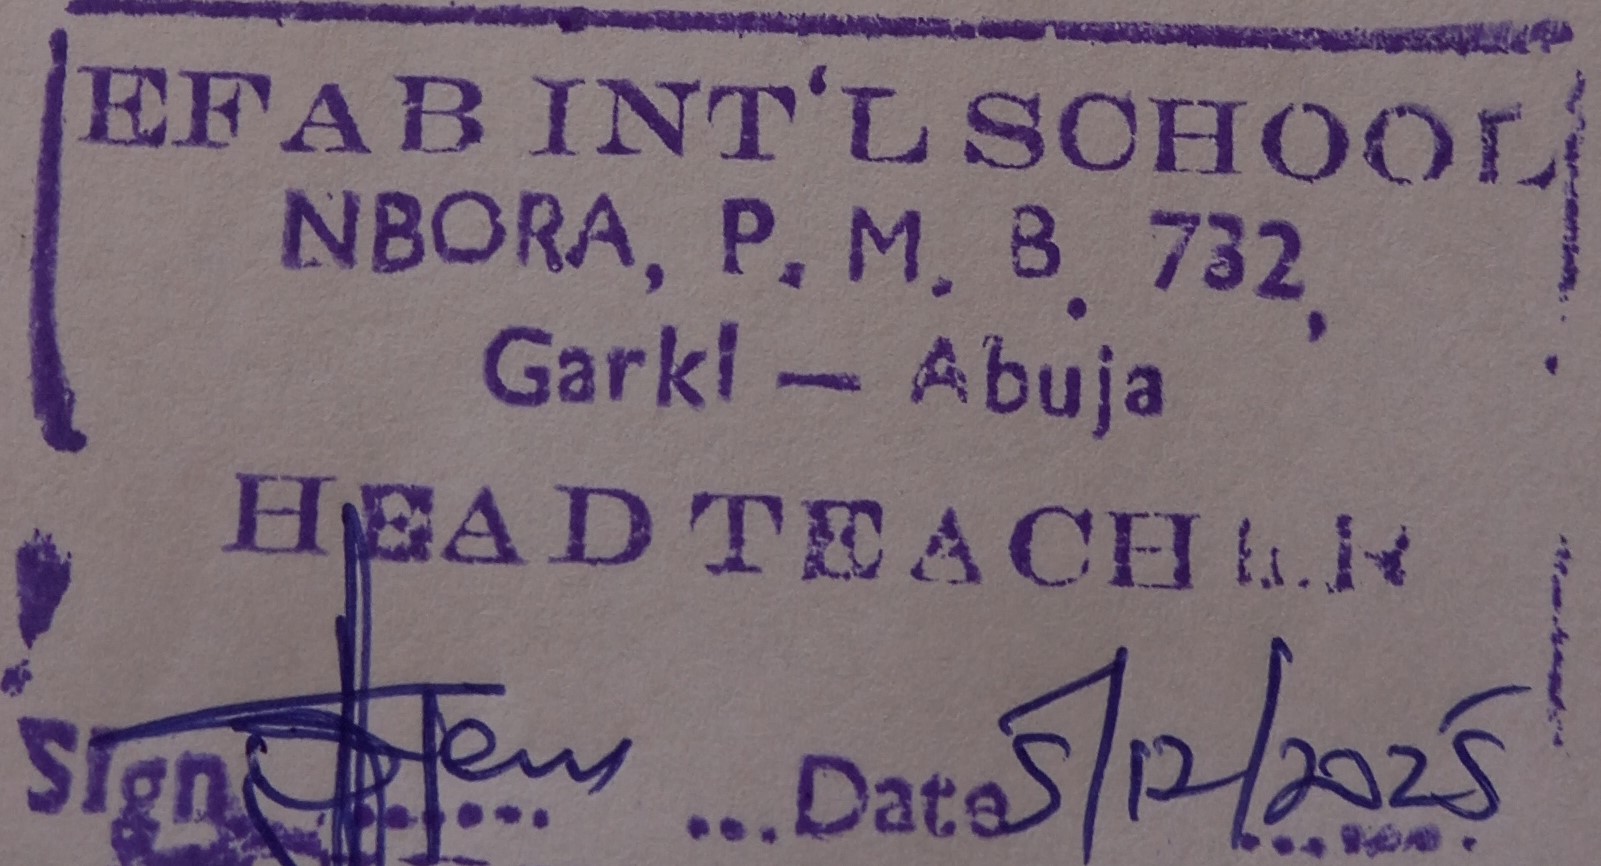 EFAB INT'L SCHOOL
NBORA, P. M. B. 732,
Garki — Abuja
HEAD TEACHER
Sign ...... ...Date 5/12/2025